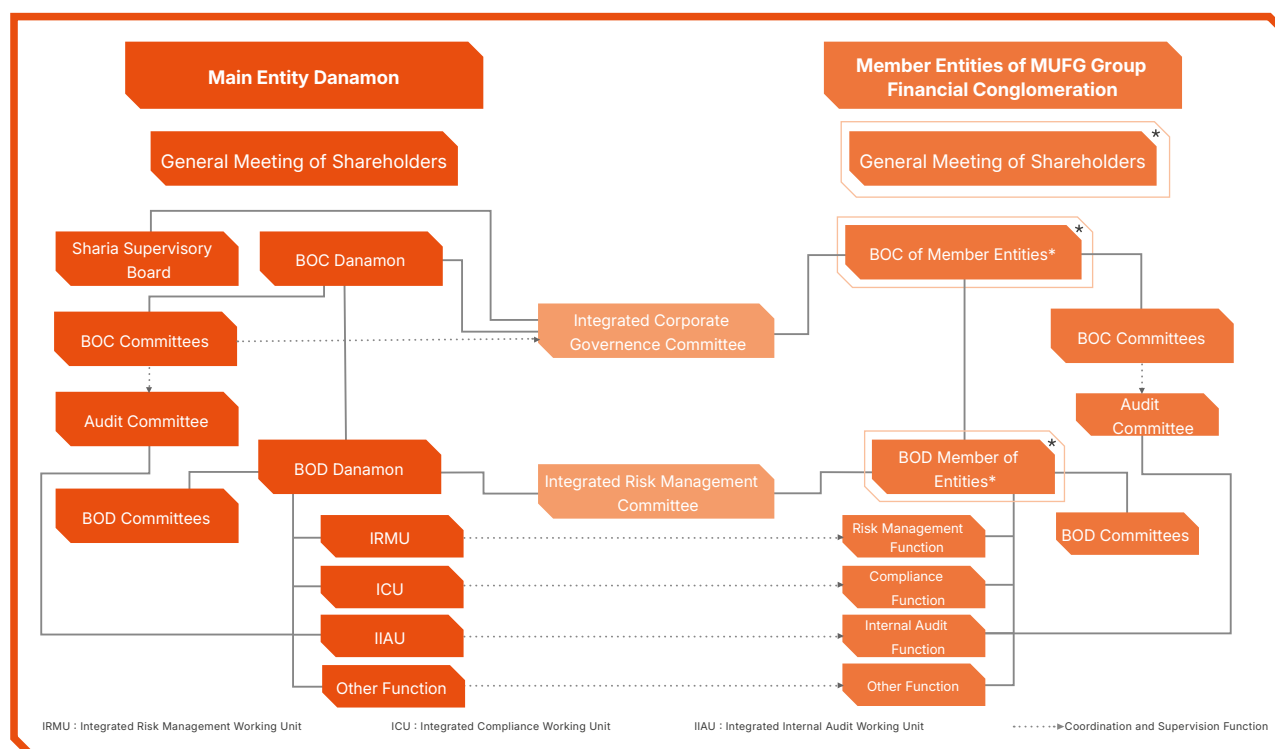 Main Entity Danamon
Member Entities of MUFG Group
Financial Conglomeration
General Meeting of Shareholders
General Meeting of Shareholders
*
Sharia Supervisory
Board
BOC Danamon
BOC of Member Entities*
*
Integrated Corporate
Governence Committee
BOC Committees
BOC Committees
Audit Committee
Audit
Committee
BOD Danamon
BOD Member of
Entities*
*
Integrated Risk Management
Committee
BOD Committees
BOD Committees
IRMU
Risk Management
Function
ICU
Compliance
Function
IIAU
Internal Audit
Function
Other Function
Other Function
IRMU : Integrated Risk Management Working Unit
ICU : Integrated Compliance Working Unit
IIAU : Integrated Internal Audit Working Unit
Coordination and Supervision Function